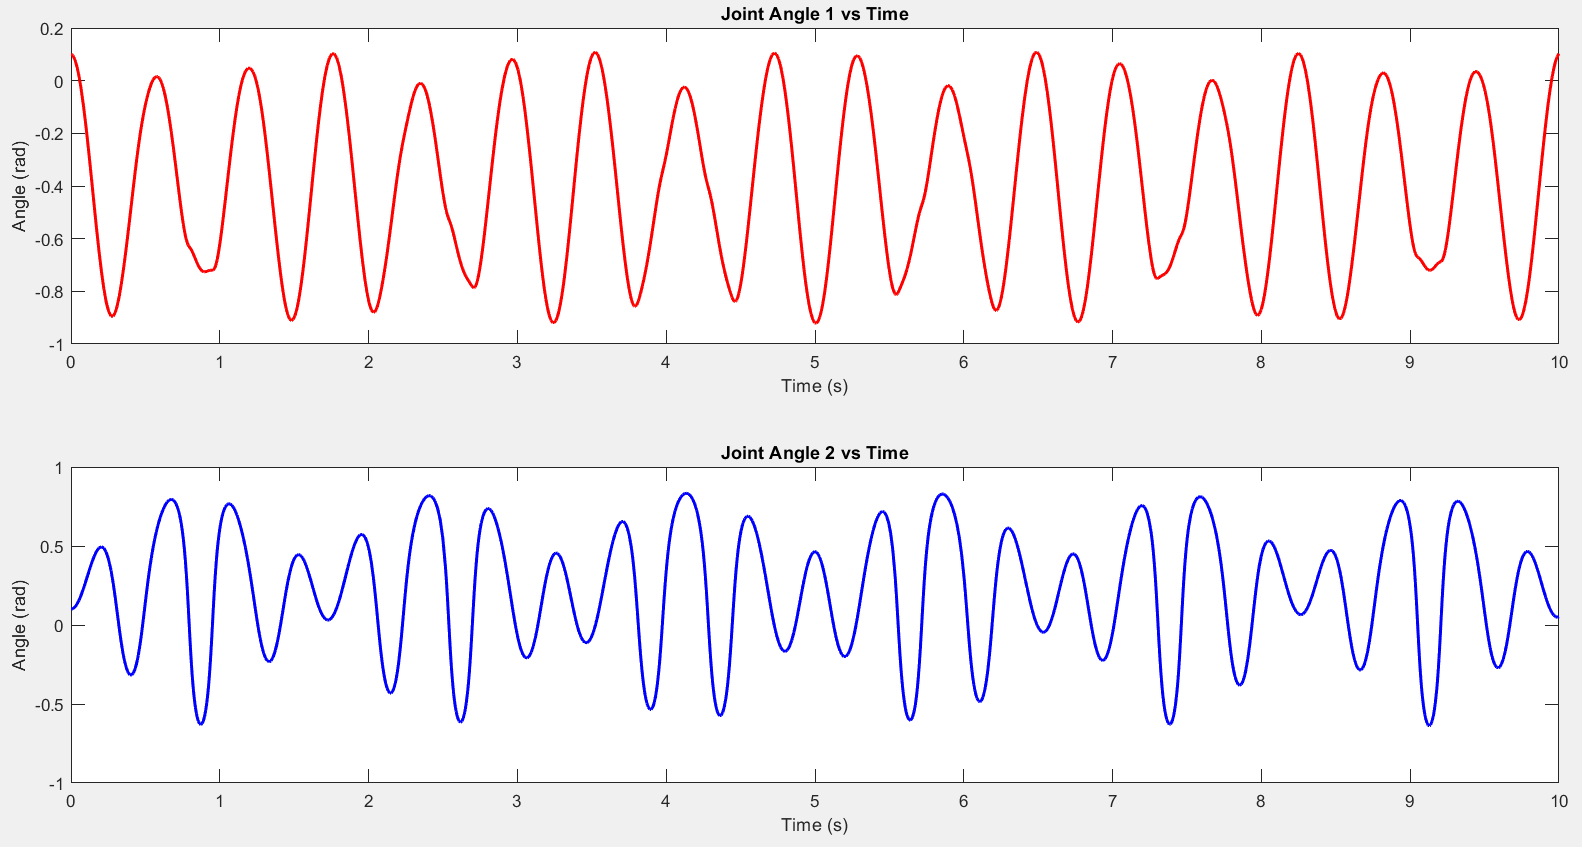 Joint Angle 1 vs Time
Angle (rad)
0.2
0
-0.2
-0.4
-0.6
-0.8
-1
0 1 2 3 4 5 6 7 8 9 10
Time (s)
Joint Angle 2 vs Time
Angle (rad)
1
0.5
0
-0.5
-1
0 1 2 3 4 5 6 7 8 9 10
Time (s)